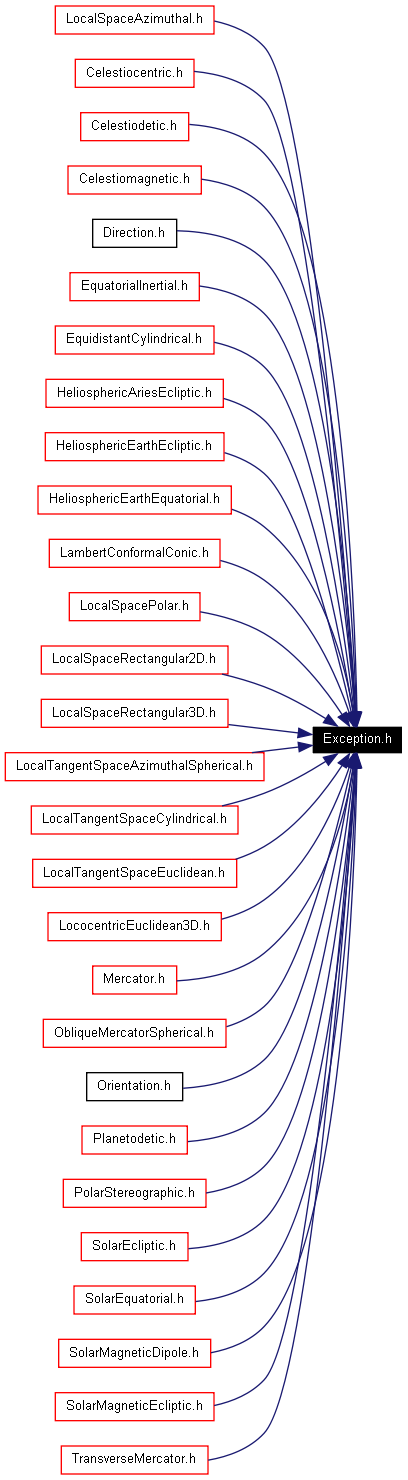 LocalSpaceAzimuthal.h
Celestiocentric.h
Celestiodetic.h
Celestiomagnetic.h
Direction.h
EquatorialInertial.h
EquidistantCylindrical.h
HeliosphericAriesEcliptic.h
HeliosphericEarthEcliptic.h
HeliosphericEarthEquatorial.h
LambertConformalConic.h
LocalSpacePolar.h
LocalSpaceRectangular2D.h
LocalSpaceRectangular3D.h
Exception.h
LocalTangentSpaceAzimuthalSpherical.h
LocalTangentSpaceCylindrical.h
LocalTangentSpaceEuclidean.h
LococentricEuclidean3D.h
Mercator.h
ObliqueMercatorSpherical.h
Orientation.h
Planetodetic.h
PolarStereographic.h
SolarEcliptic.h
SolarEquatorial.h
SolarMagneticDipole.h
SolarMagneticEcliptic.h
TransverseMercator.h